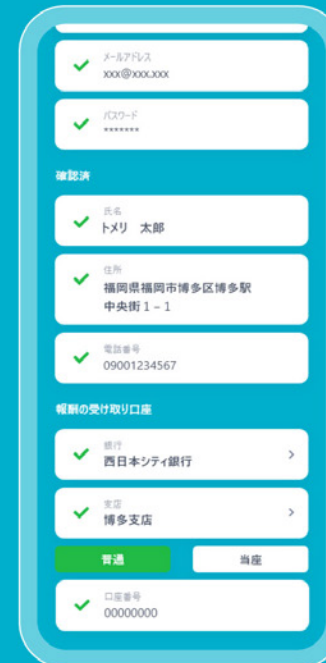 メールアドレス
xxx@xxx.xxx
パスワード
*******
確認済
氏名
トメリ 太郎
住所
福岡県福岡市博多区博多駅
中央街１−１
電話番号
09001234567
報酬の受け取り口座
銀行
西日本シティ銀行
支店
博多支店
普通 当座
口座番号
00000000